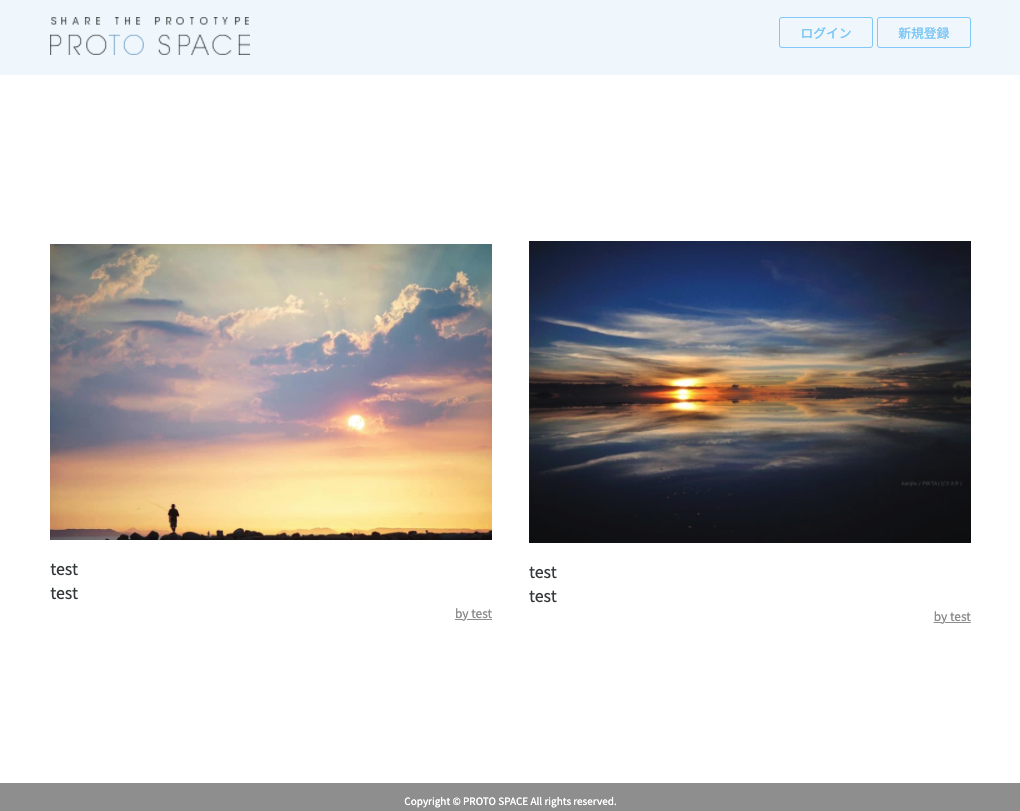 SHARE THE PROTOTYPE
PROTO SPACE
ログイン
新規登録
test
test
by test
test
test
by test
Copyright © PROTO SPACE All rights reserved.